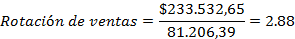 Rotación de ventas = $233.532,65 / 81.206,39 = 2.88